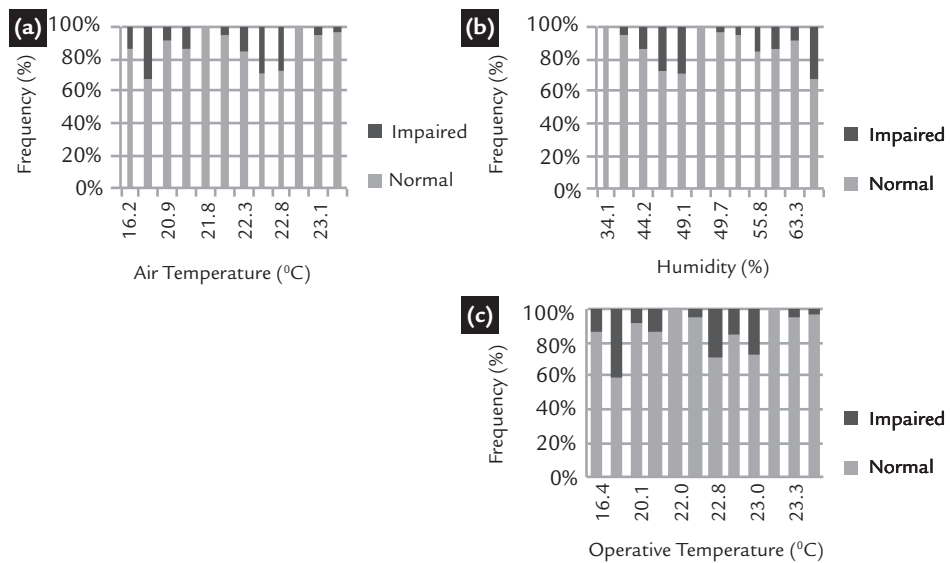 (a)
100%
80%
60%
40%
20%
0%
Frequency (%)
16.2 20.9 21.8 22.3 22.8 23.1
Air Temperature (⁰C)
Impaired
Normal
(b)
100%
80%
60%
40%
20%
0%
Frequency (%)
34.1 44.2 49.1 49.7 55.8 63.3
Humidity (%)
Impaired
Normal
(c)
100%
80%
60%
40%
20%
0%
Frequency (%)
16.4 20.1 22.0 22.8 23.0 23.3
Operative Temperature (⁰C)
Impaired
Normal